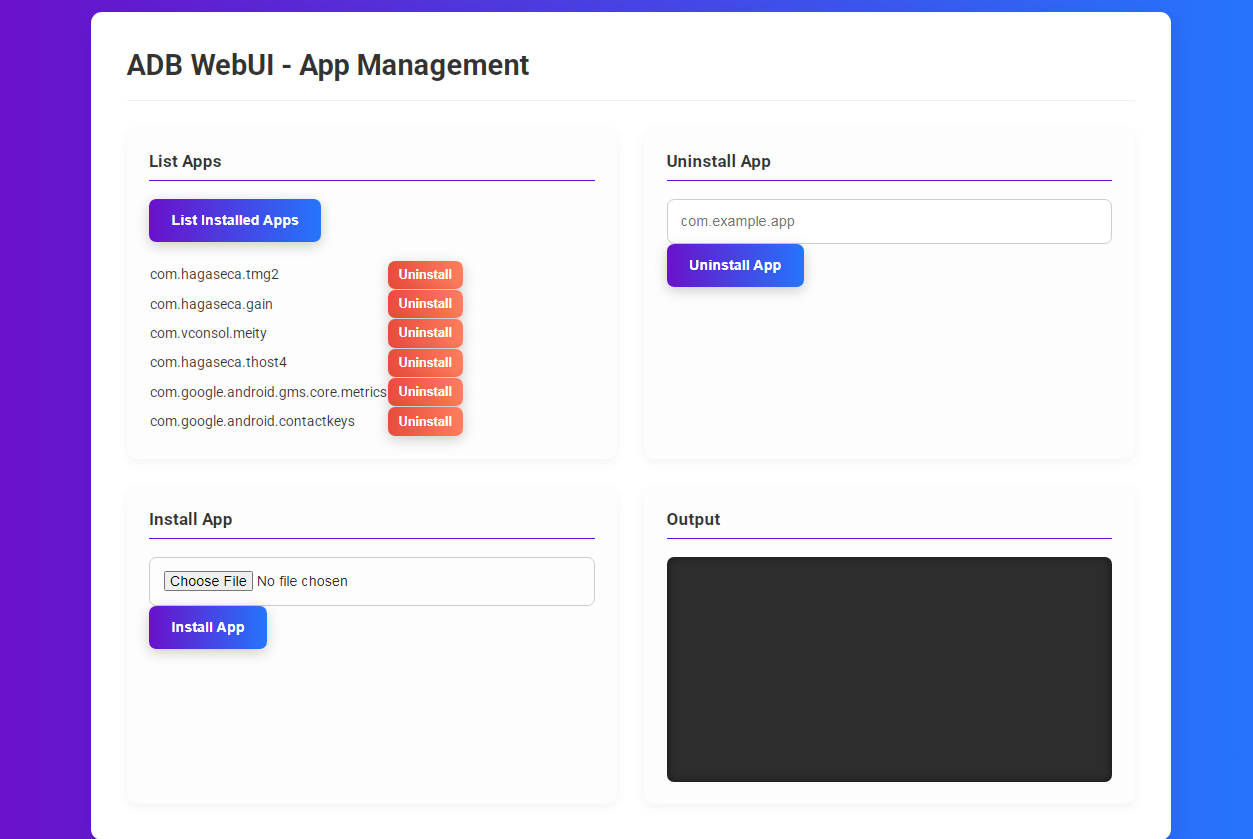 ADB WebUI - App Management
List Apps
List Installed Apps
com.hagaseca.tmg2 Uninstall
com.hagaseca.gain Uninstall
com.vconsol.meity Uninstall
com.hagaseca.thost4 Uninstall
com.google.android.gms.core.metrics Uninstall
com.google.android.contactkeys Uninstall
Uninstall App
com.example.app
Uninstall App
Install App
Choose File No file chosen
Install App
Output